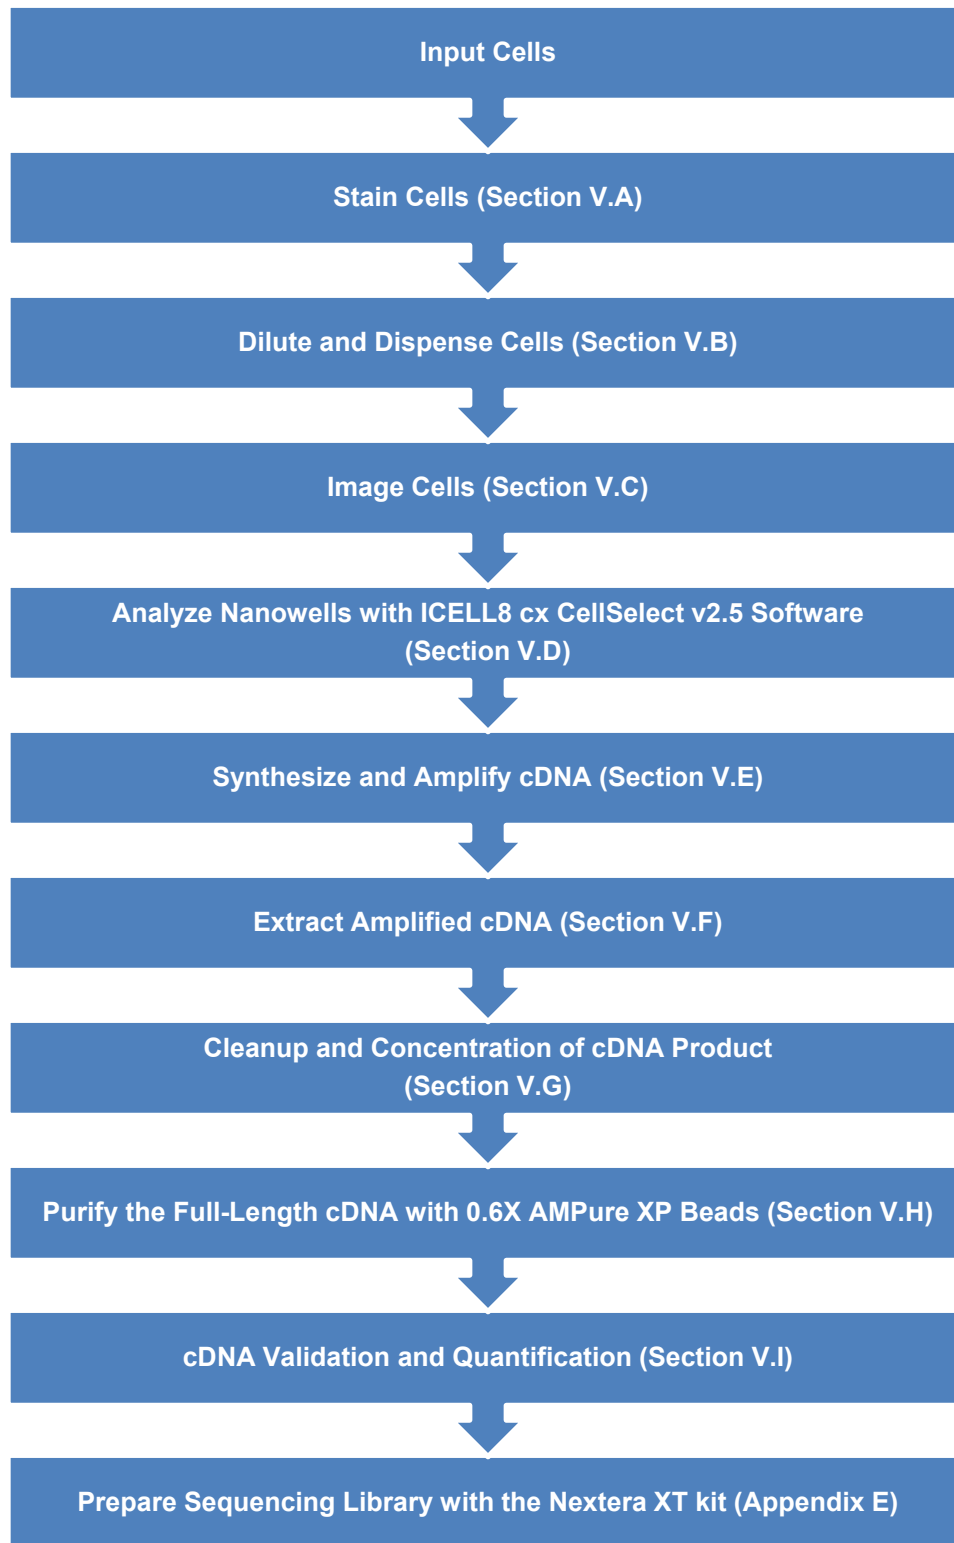 Input Cells
Stain Cells (Section V.A)
Dilute and Dispense Cells (Section V.B)
Image Cells (Section V.C)
Analyze Nanowells with ICELL8 cx CellSelect v2.5 Software
(Section V.D)
Synthesize and Amplify cDNA (Section V.E)
Extract Amplified cDNA (Section V.F)
Cleanup and Concentration of cDNA Product
(Section V.G)
Purify the Full-Length cDNA with 0.6X AMPure XP Beads (Section V.H)
cDNA Validation and Quantification (Section V.I)
Prepare Sequencing Library with the Nextera XT kit (Appendix E)